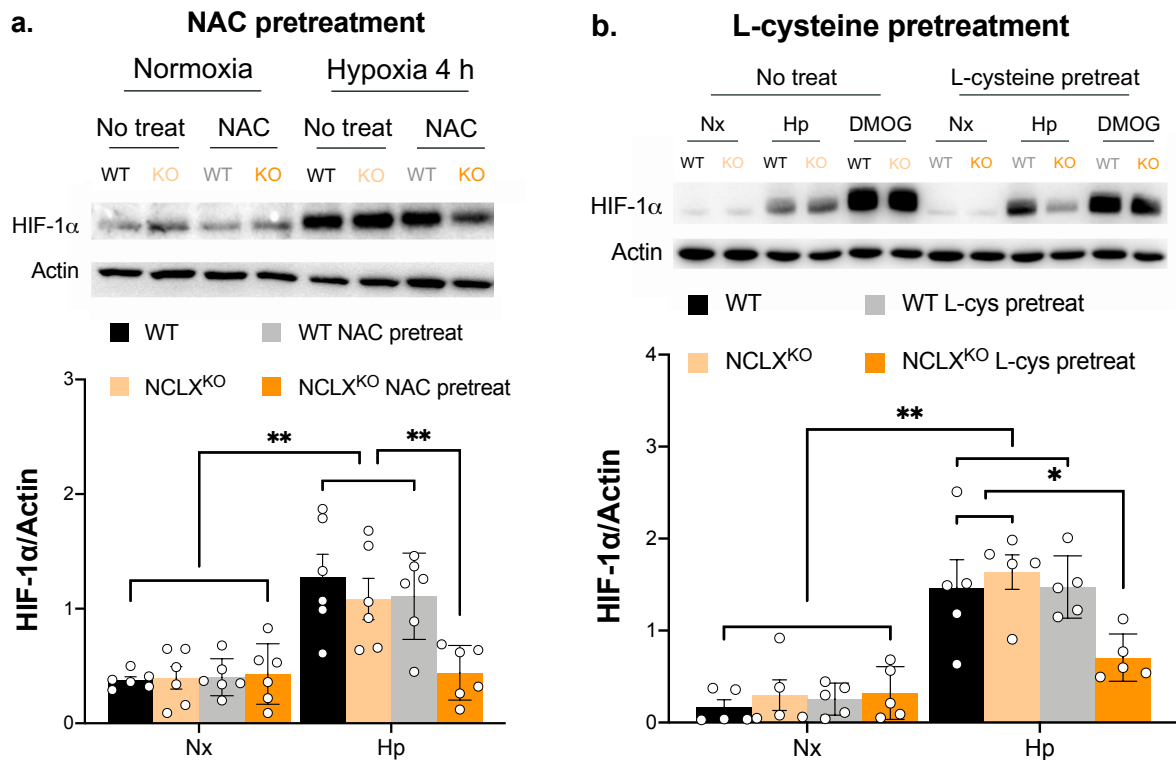 a. NAC pretreatment
Normoxia Hypoxia 4 h
No treat NAC No treat NAC
WT KO WT KO WT KO WT KO
HIF-1α
Actin
WT WT NAC pretreat
NCLXKO NCLXKO NAC pretreat
HIF-1α/Actin
3
2
1
0
** **
Nx Hp
b. L-cysteine pretreatment
No treat L-cysteine pretreat
Nx Hp DMOG Nx Hp DMOG
WT KO WT KO WT KO WT KO WT KO WT KO
HIF-1α
Actin
WT WT L-cys pretreat
NCLXKO NCLXKO L-cys pretreat
HIF-1α/Actin
4
3
2
1
0
**
*
Nx Hp